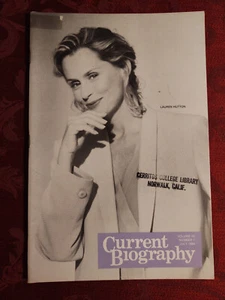 LAUREN HUTTON
CERRITOS COLLEGE LIBRARY
NORWALK, CALIF.
Current
Biography